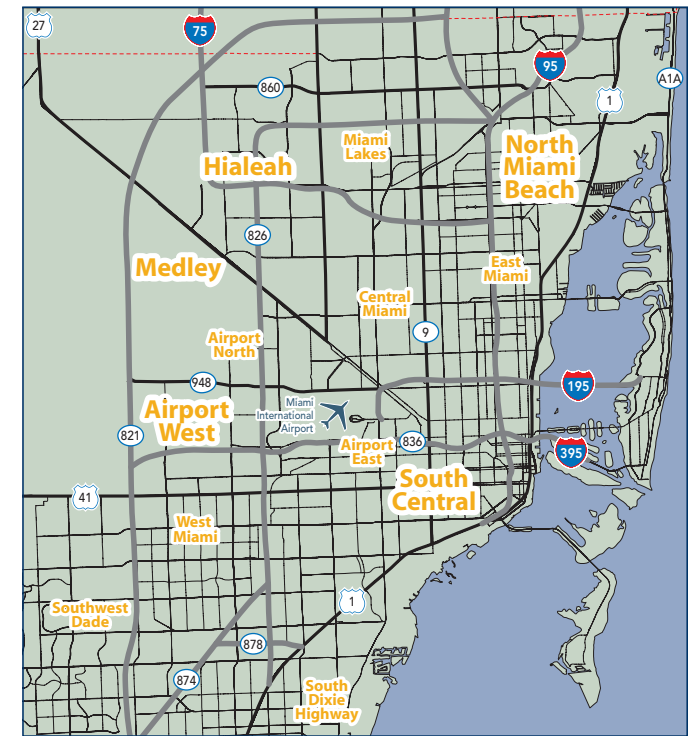 27
75
95
A1A
860
1
Miami
Lakes
North
Miami
Beach
Hialeah
826
East
Miami
Medley
Central
Miami
9
Airport
North
948
195
Miami
International
Airport
Airport
West
821
Airport
East
836
395
South
Central
41
West
Miami
1
Southwest
Dade
878
874
South
Dixie
Highway